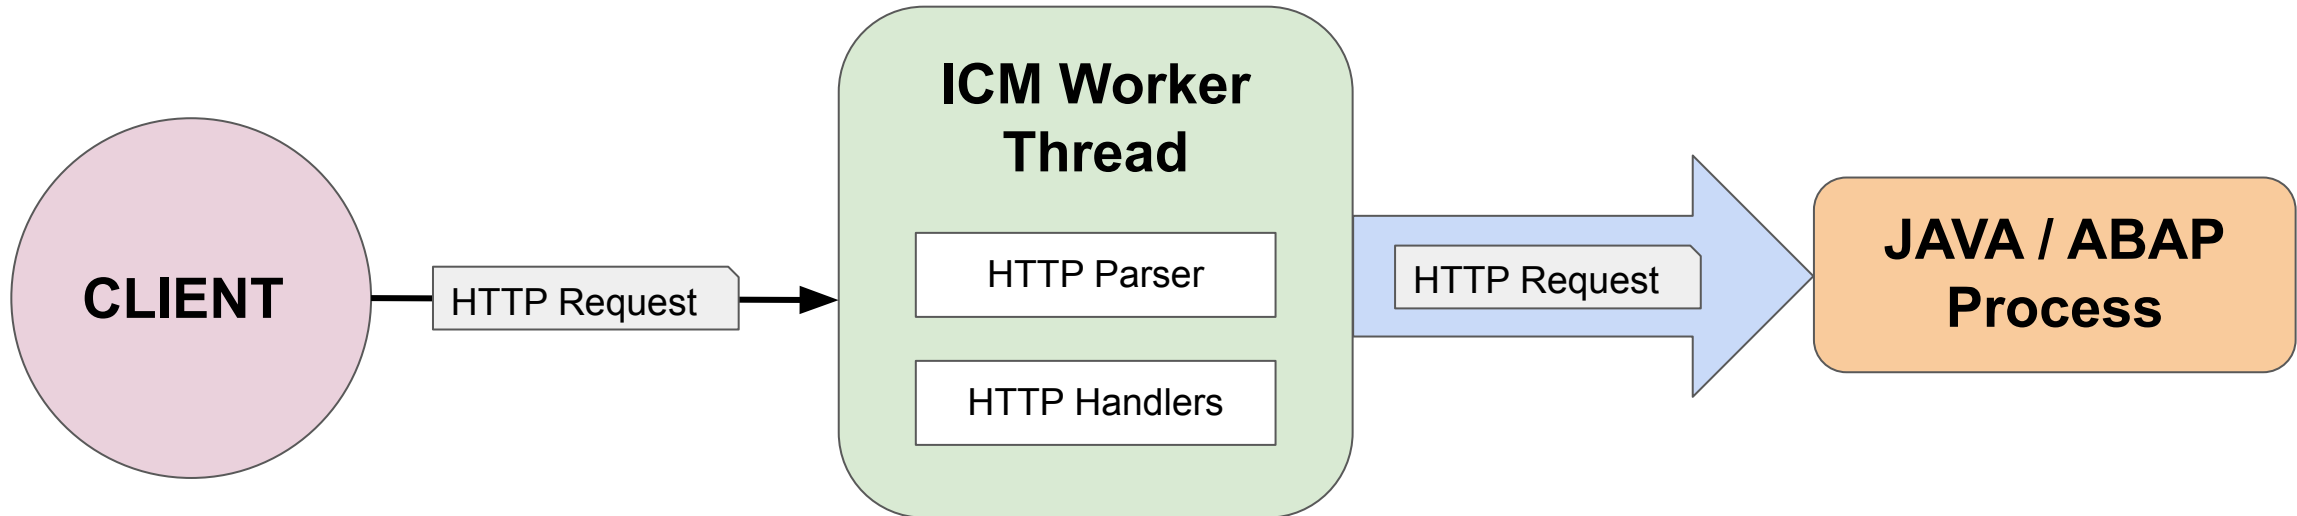 CLIENT
HTTP Request
ICM Worker
Thread
HTTP Parser
HTTP Handlers
HTTP Request
JAVA / ABAP
Process